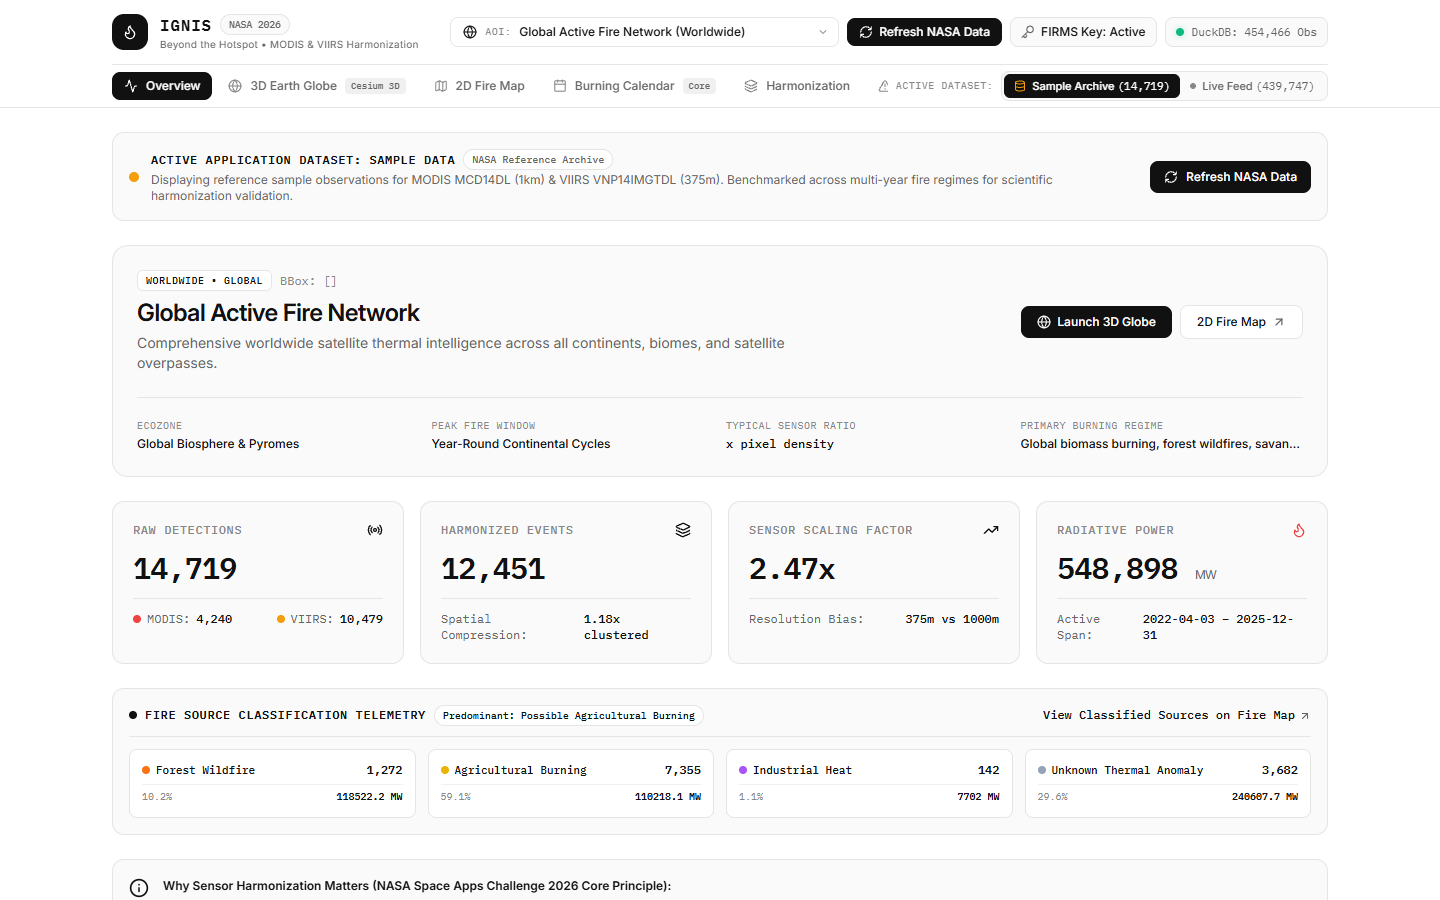 IGNIS NASA 2026
Beyond the Hotspot • MODIS & VIIRS Harmonization
AOI: Global Active Fire Network (Worldwide)
Refresh NASA Data
FIRMS Key: Active
DuckDB: 454,466 Obs
Overview
3D Earth Globe Cesium 3D
2D Fire Map
Burning Calendar Core
Harmonization
ACTIVE DATASET:
Sample Archive (14,719)
Live Feed (439,747)
ACTIVE APPLICATION DATASET: SAMPLE DATA NASA Reference Archive
Displaying reference sample observations for MODIS MCD14DL (1km) & VIIRS VNP14IMGTDL (375m). Benchmarked across multi-year fire regimes for scientific
harmonization validation.
Refresh NASA Data
WORLDWIDE • GLOBAL BBox: []
Global Active Fire Network
Comprehensive worldwide satellite thermal intelligence across all continents, biomes, and satellite
overpasses.
Launch 3D Globe
2D Fire Map
ECOZONE
Global Biosphere & Pyromes
PEAK FIRE WINDOW
Year-Round Continental Cycles
TYPICAL SENSOR RATIO
x pixel density
PRIMARY BURNING REGIME
Global biomass burning, forest wildfires, savan...
RAW DETECTIONS
14,719
MODIS: 4,240
VIIRS: 10,479
HARMONIZED EVENTS
12,451
Spatial
Compression:
1.18x
clustered
SENSOR SCALING FACTOR
2.47x
Resolution Bias: 375m vs 1000m
RADIATIVE POWER
548,898 MW
Active
Span:
2022-04-03 – 2025-12-
31
FIRE SOURCE CLASSIFICATION TELEMETRY Predominant: Possible Agricultural Burning
View Classified Sources on Fire Map
Forest Wildfire 1,272
10.2% 118522.2 MW
Agricultural Burning 7,355
59.1% 110218.1 MW
Industrial Heat 142
1.1% 7702 MW
Unknown Thermal Anomaly 3,682
29.6% 240607.7 MW
Why Sensor Harmonization Matters (NASA Space Apps Challenge 2026 Core Principle):